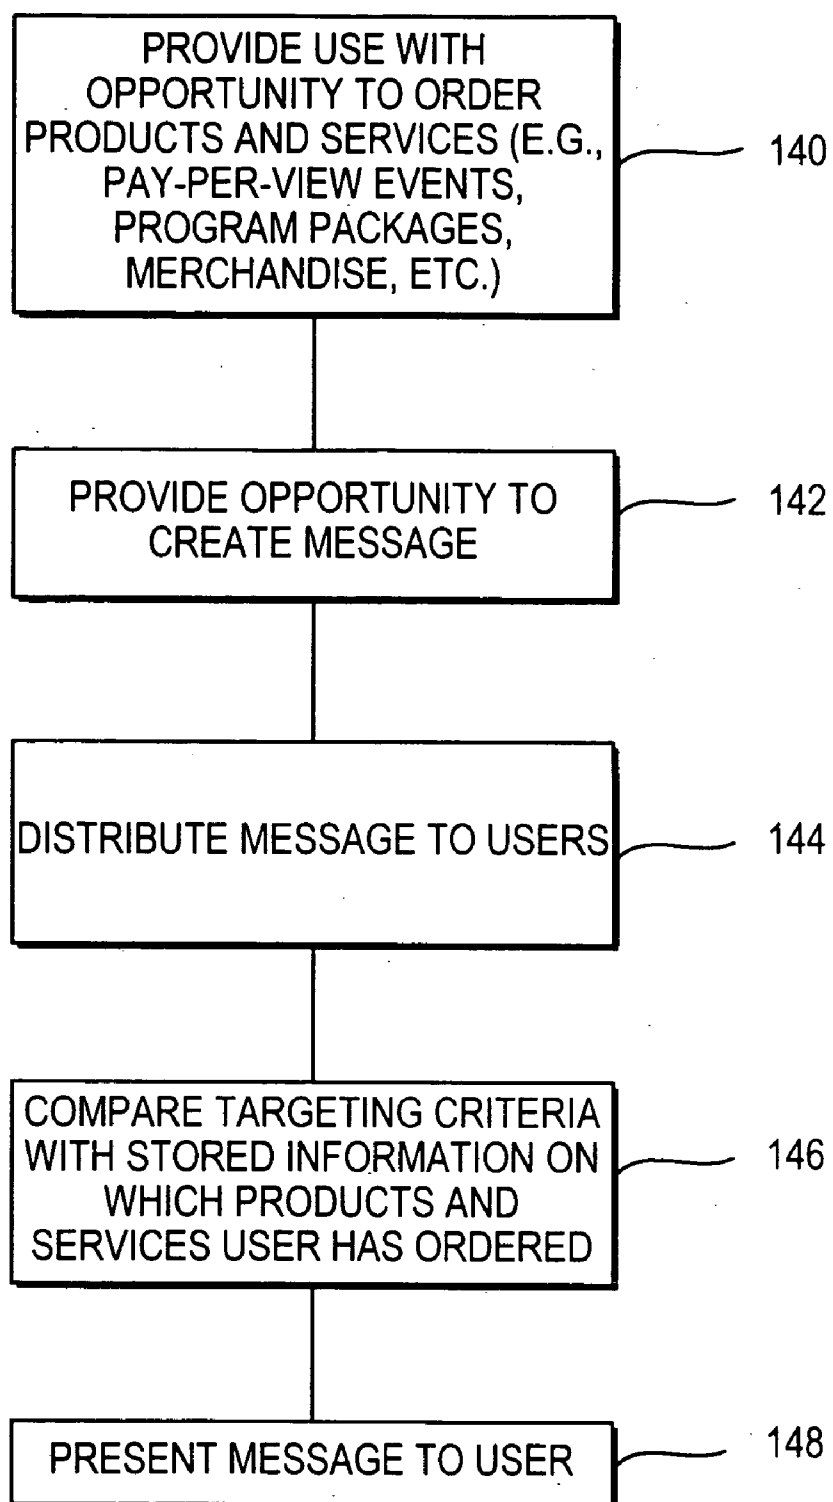 PROVIDE USE WITH
OPPORTUNITY TO ORDER
PRODUCTS AND SERVICES (E.G.,
PAY-PER-VIEW EVENTS,
PROGRAM PACKAGES,
MERCHANDISE, ETC.)
140
PROVIDE OPPORTUNITY TO
CREATE MESSAGE
142
DISTRIBUTE MESSAGE TO USERS
144
COMPARE TARGETING CRITERIA
WITH STORED INFORMATION ON
WHICH PRODUCTS AND
SERVICES USER HAS ORDERED
146
PRESENT MESSAGE TO USER
148